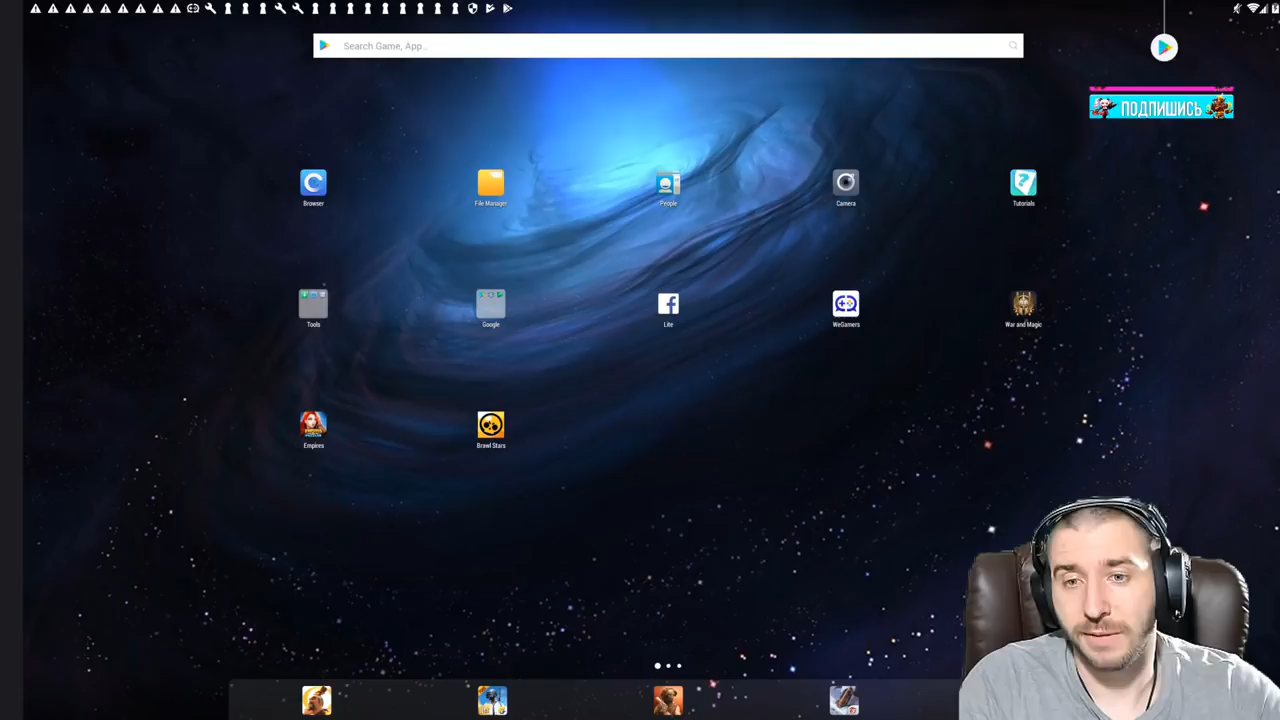 Search Game, App..
ПОДПИШИСЬ
Browser
File Manager
People
Camera
Tutorials
Tools
Google
Lite
WeGamers
War and Magic
Empires
Brawl Stars